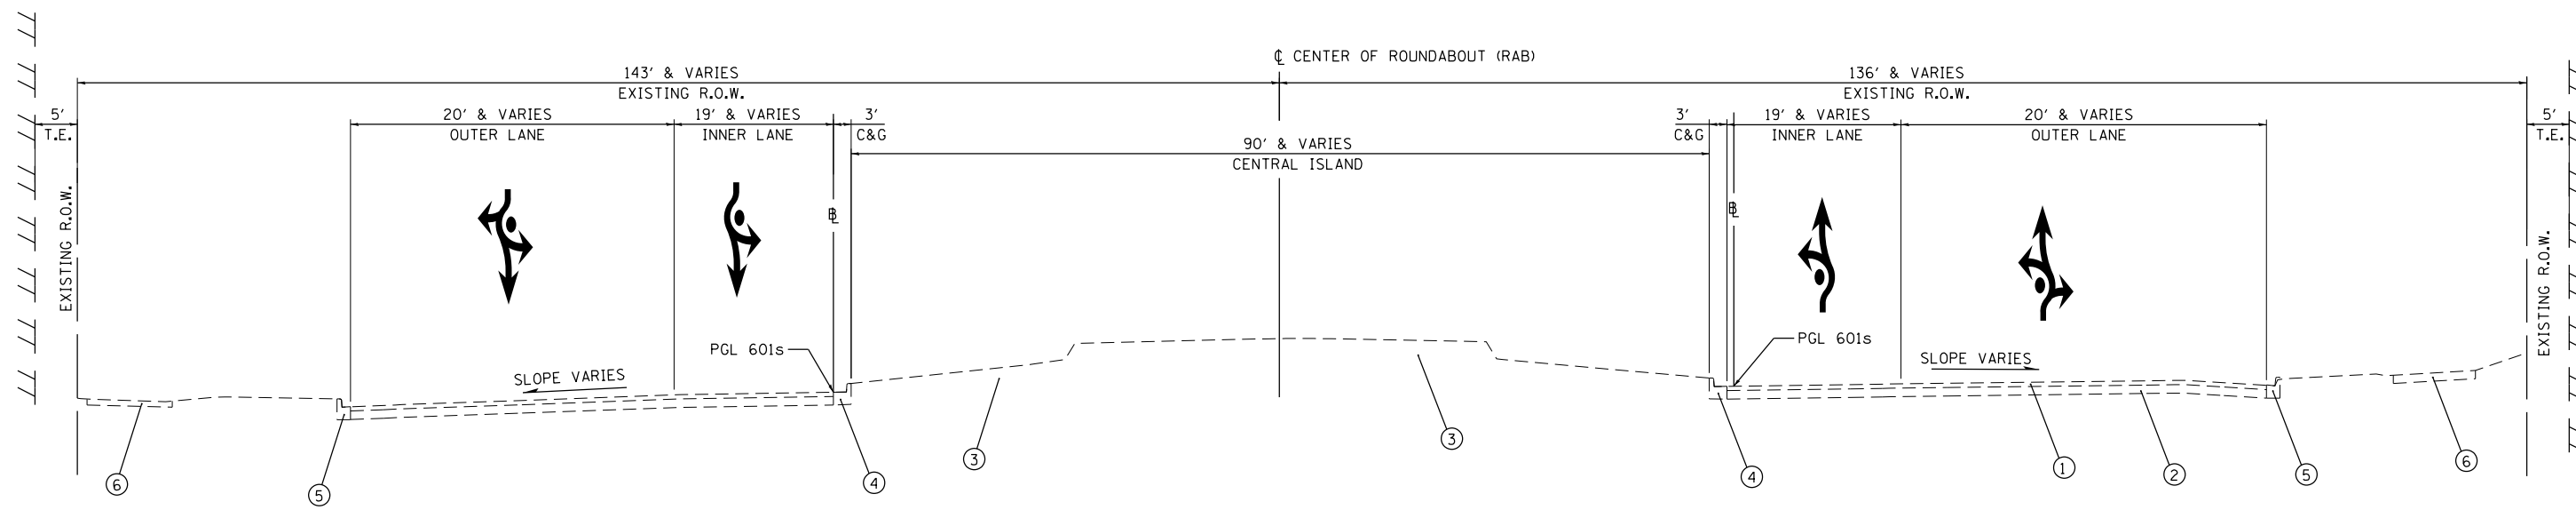 ℄ CENTER OF ROUNDABOUT (RAB)
143' & VARIES
EXISTING R.O.W.
136' & VARIES
EXISTING R.O.W.
5'
T.E.
20' & VARIES
OUTER LANE
19' & VARIES
INNER LANE
3'
C&G
90' & VARIES
CENTRAL ISLAND
3'
C&G
19' & VARIES
INNER LANE
20' & VARIES
OUTER LANE
5'
T.E.
EXISTING R.O.W.
BL
BL
EXISTING R.O.W.
PGL 601s
PGL 601s
SLOPE VARIES
SLOPE VARIES
6
5
4
3
3
4
1
2
5
6